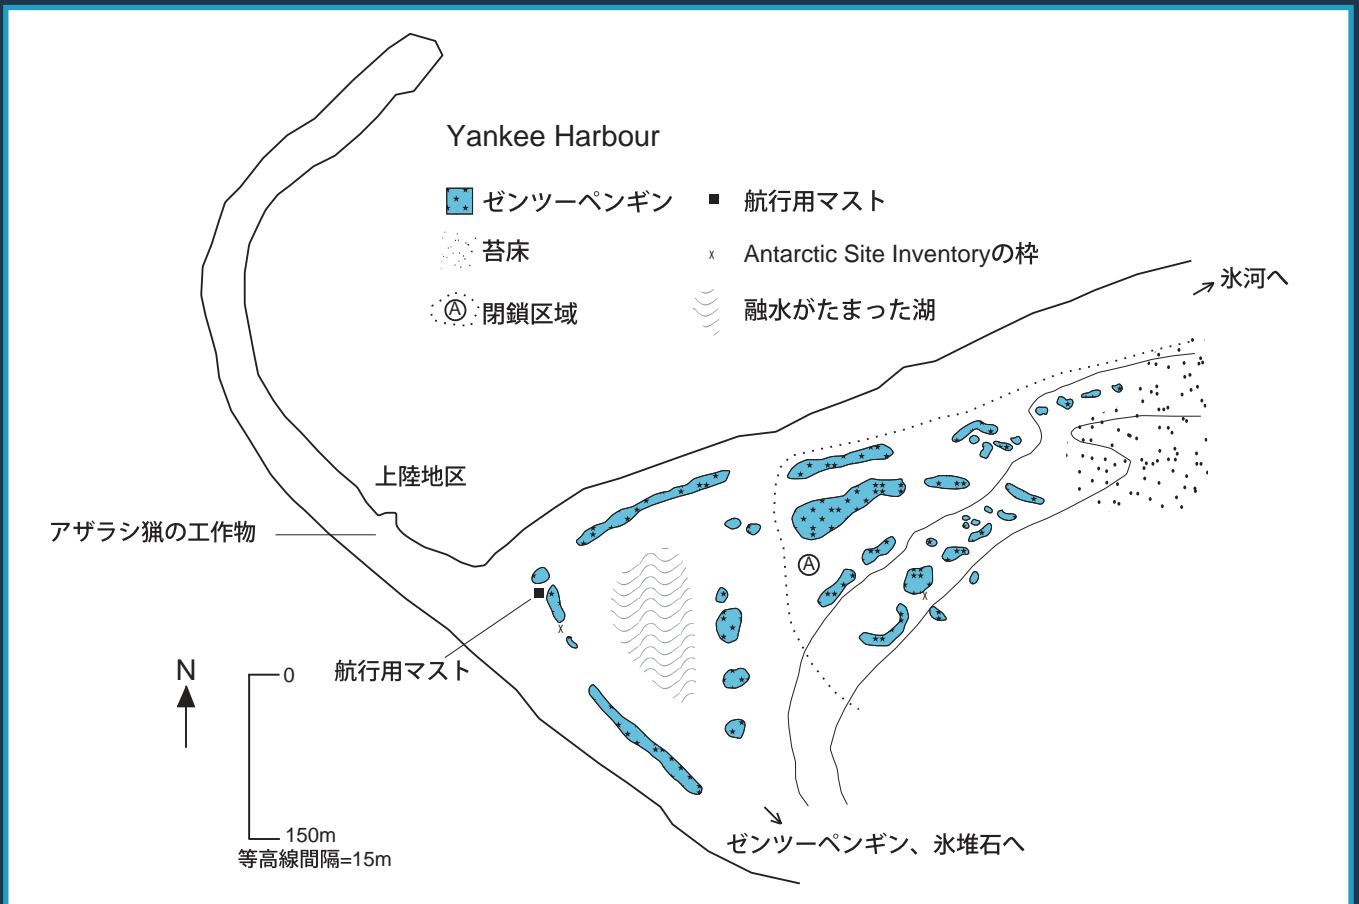 Yankee Harbour
ゼンツーペンギン
航行用マスト
苔床
x Antarctic Site Inventoryの枠
A 閉鎖区域
融水がたまった湖
氷河へ
上陸地区
アザラシ猟の工作物
A
x
x
航行用マスト
N
0
150m
等高線間隔=15m
ゼンツーペンギン、氷堆石へ